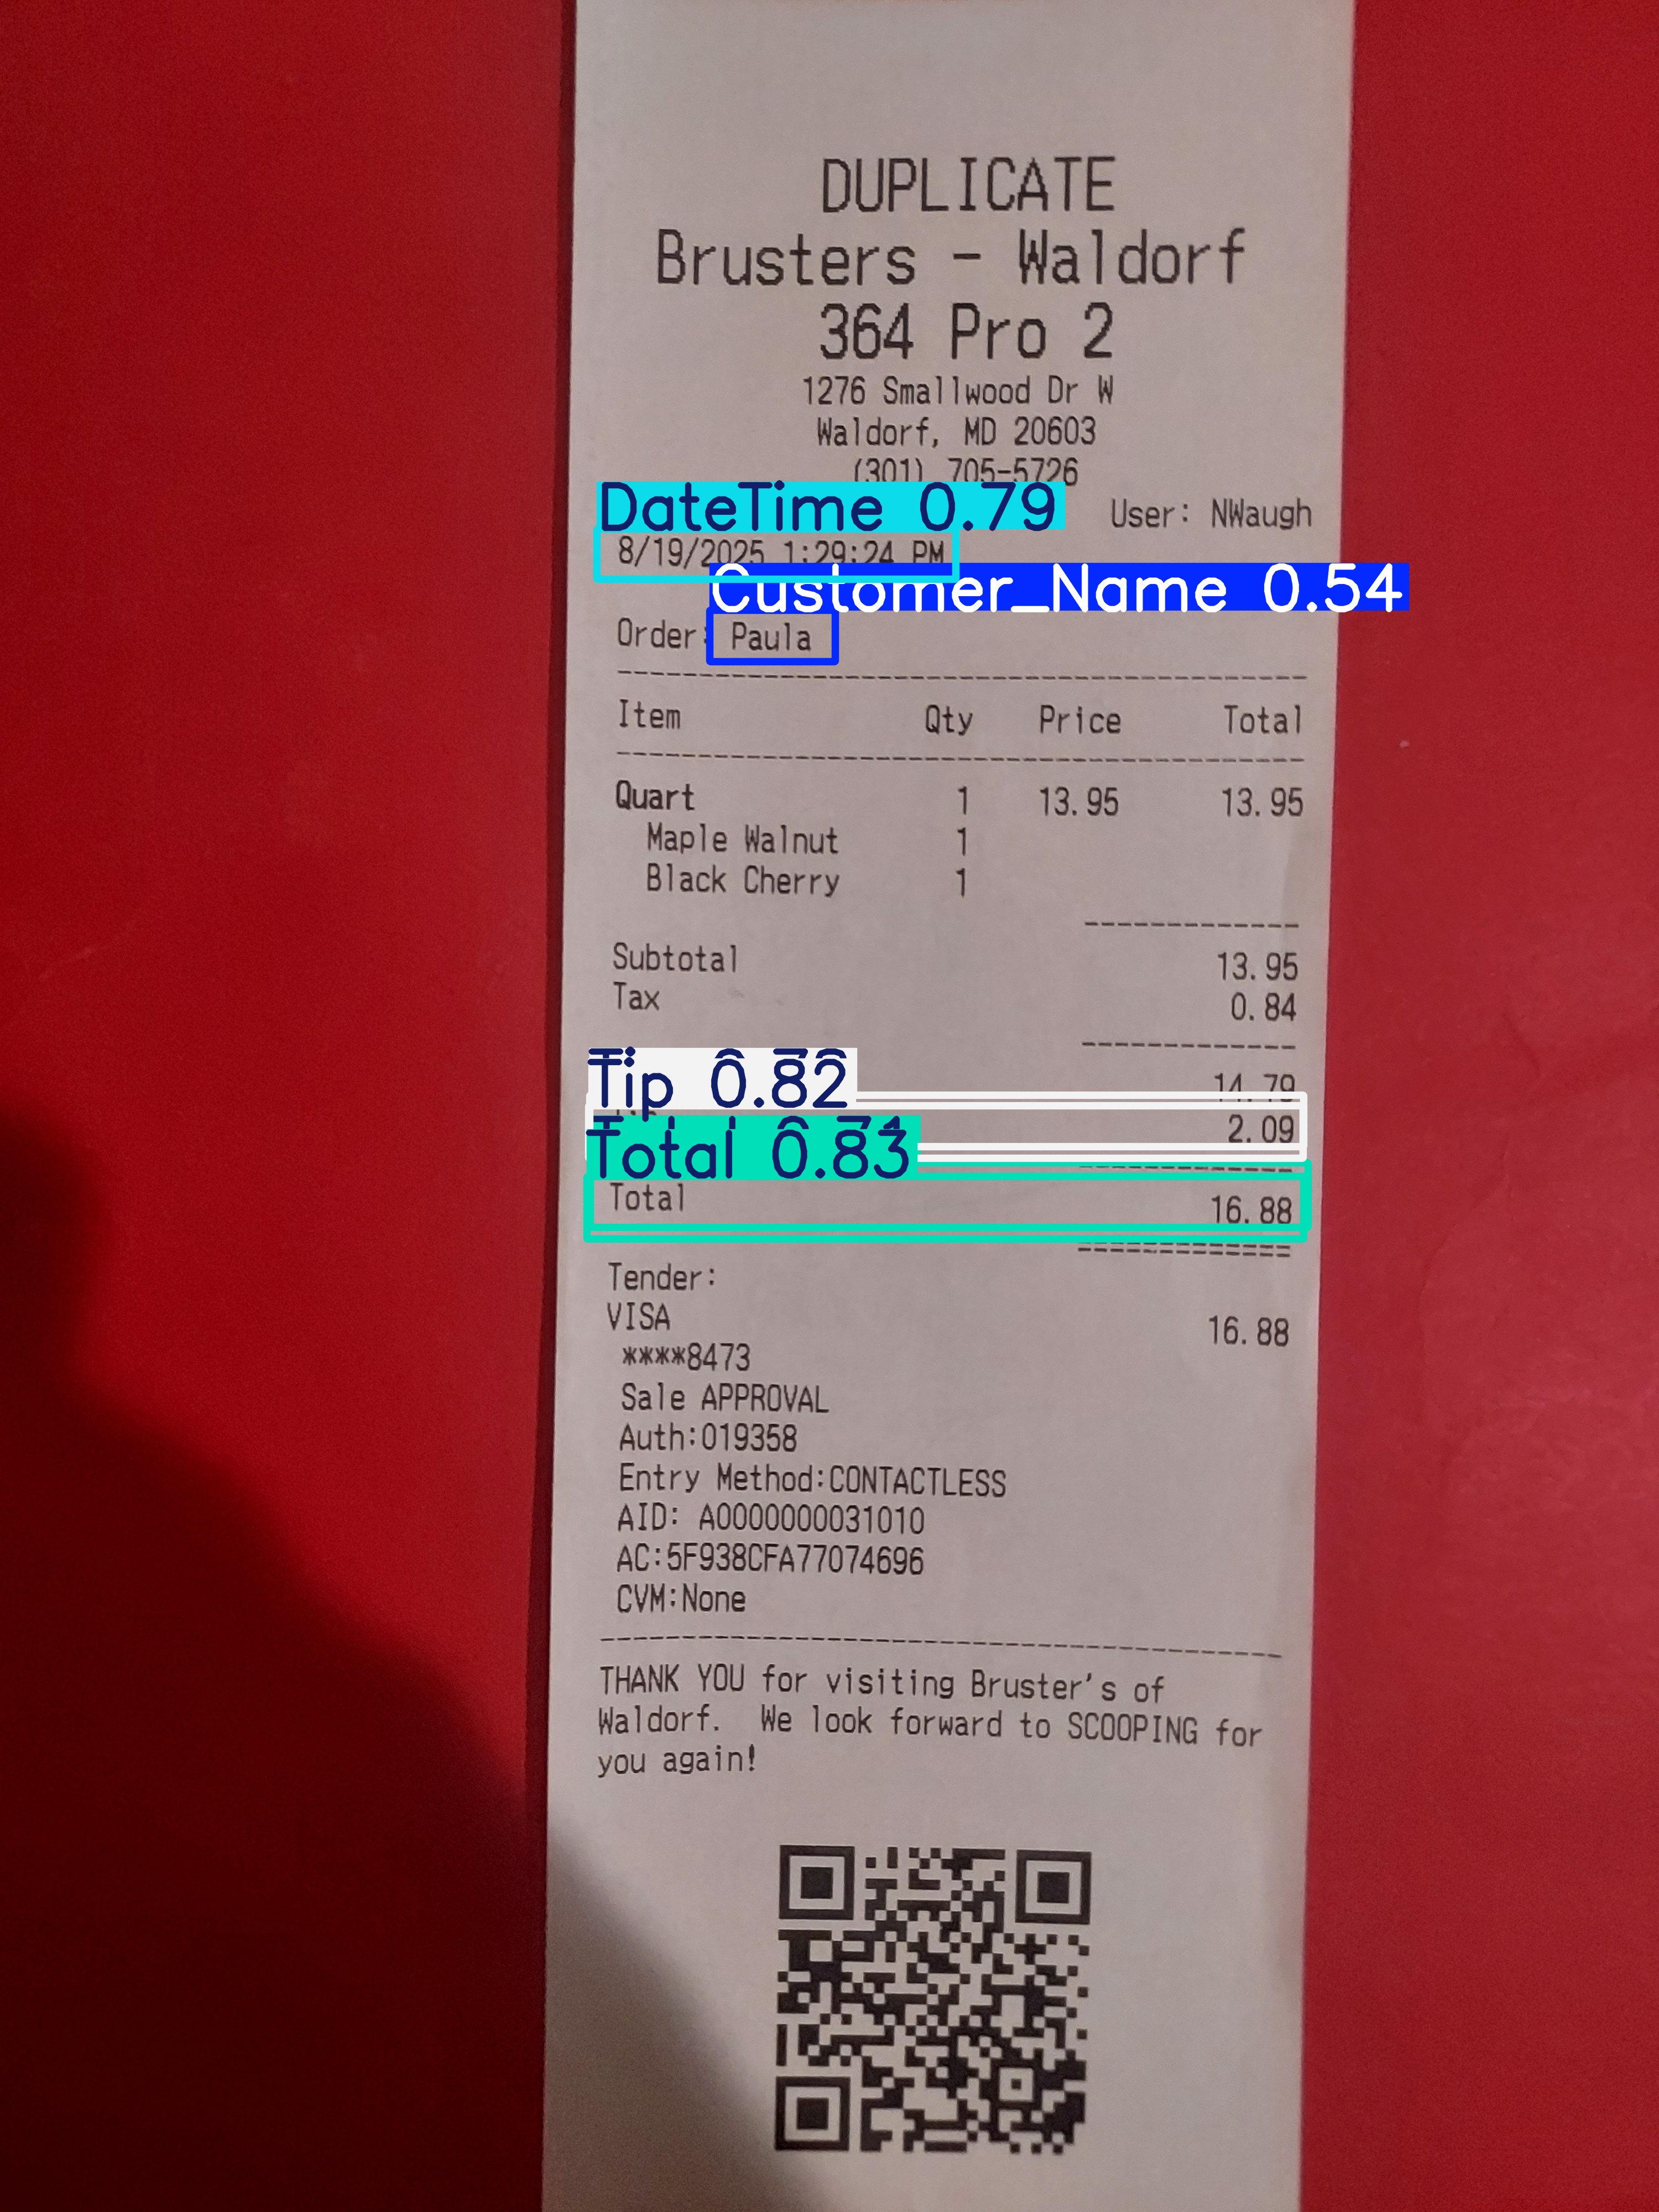 DUPLICATE
Brusters - Waldorf
364 Pro 2
1276 Smallwood Dr W
Waldorf, MD 20603
(301) 705-5726
DateTime 0.79
User: NWaugh
8/19/2025 1:29:24 PM
Customer_Name 0.54
Order: Paula
Item Qty Price Total
Quart 1 13.95 13.95
Maple Walnut 1
Black Cherry 1
Subtotal 13.95
Tax 0.84
14.79
Tip 0.82
2.09
Total 0.83
Total 16.88
Tender:
VISA 16.88
****8473
Sale APPROVAL
Auth:019358
Entry Method:CONTACTLESS
AID: A0000000031010
AC:5F938CFA77074696
CVM:None
THANK YOU for visiting Bruster's of
Waldorf. We look forward to SCOOPING for
you again!